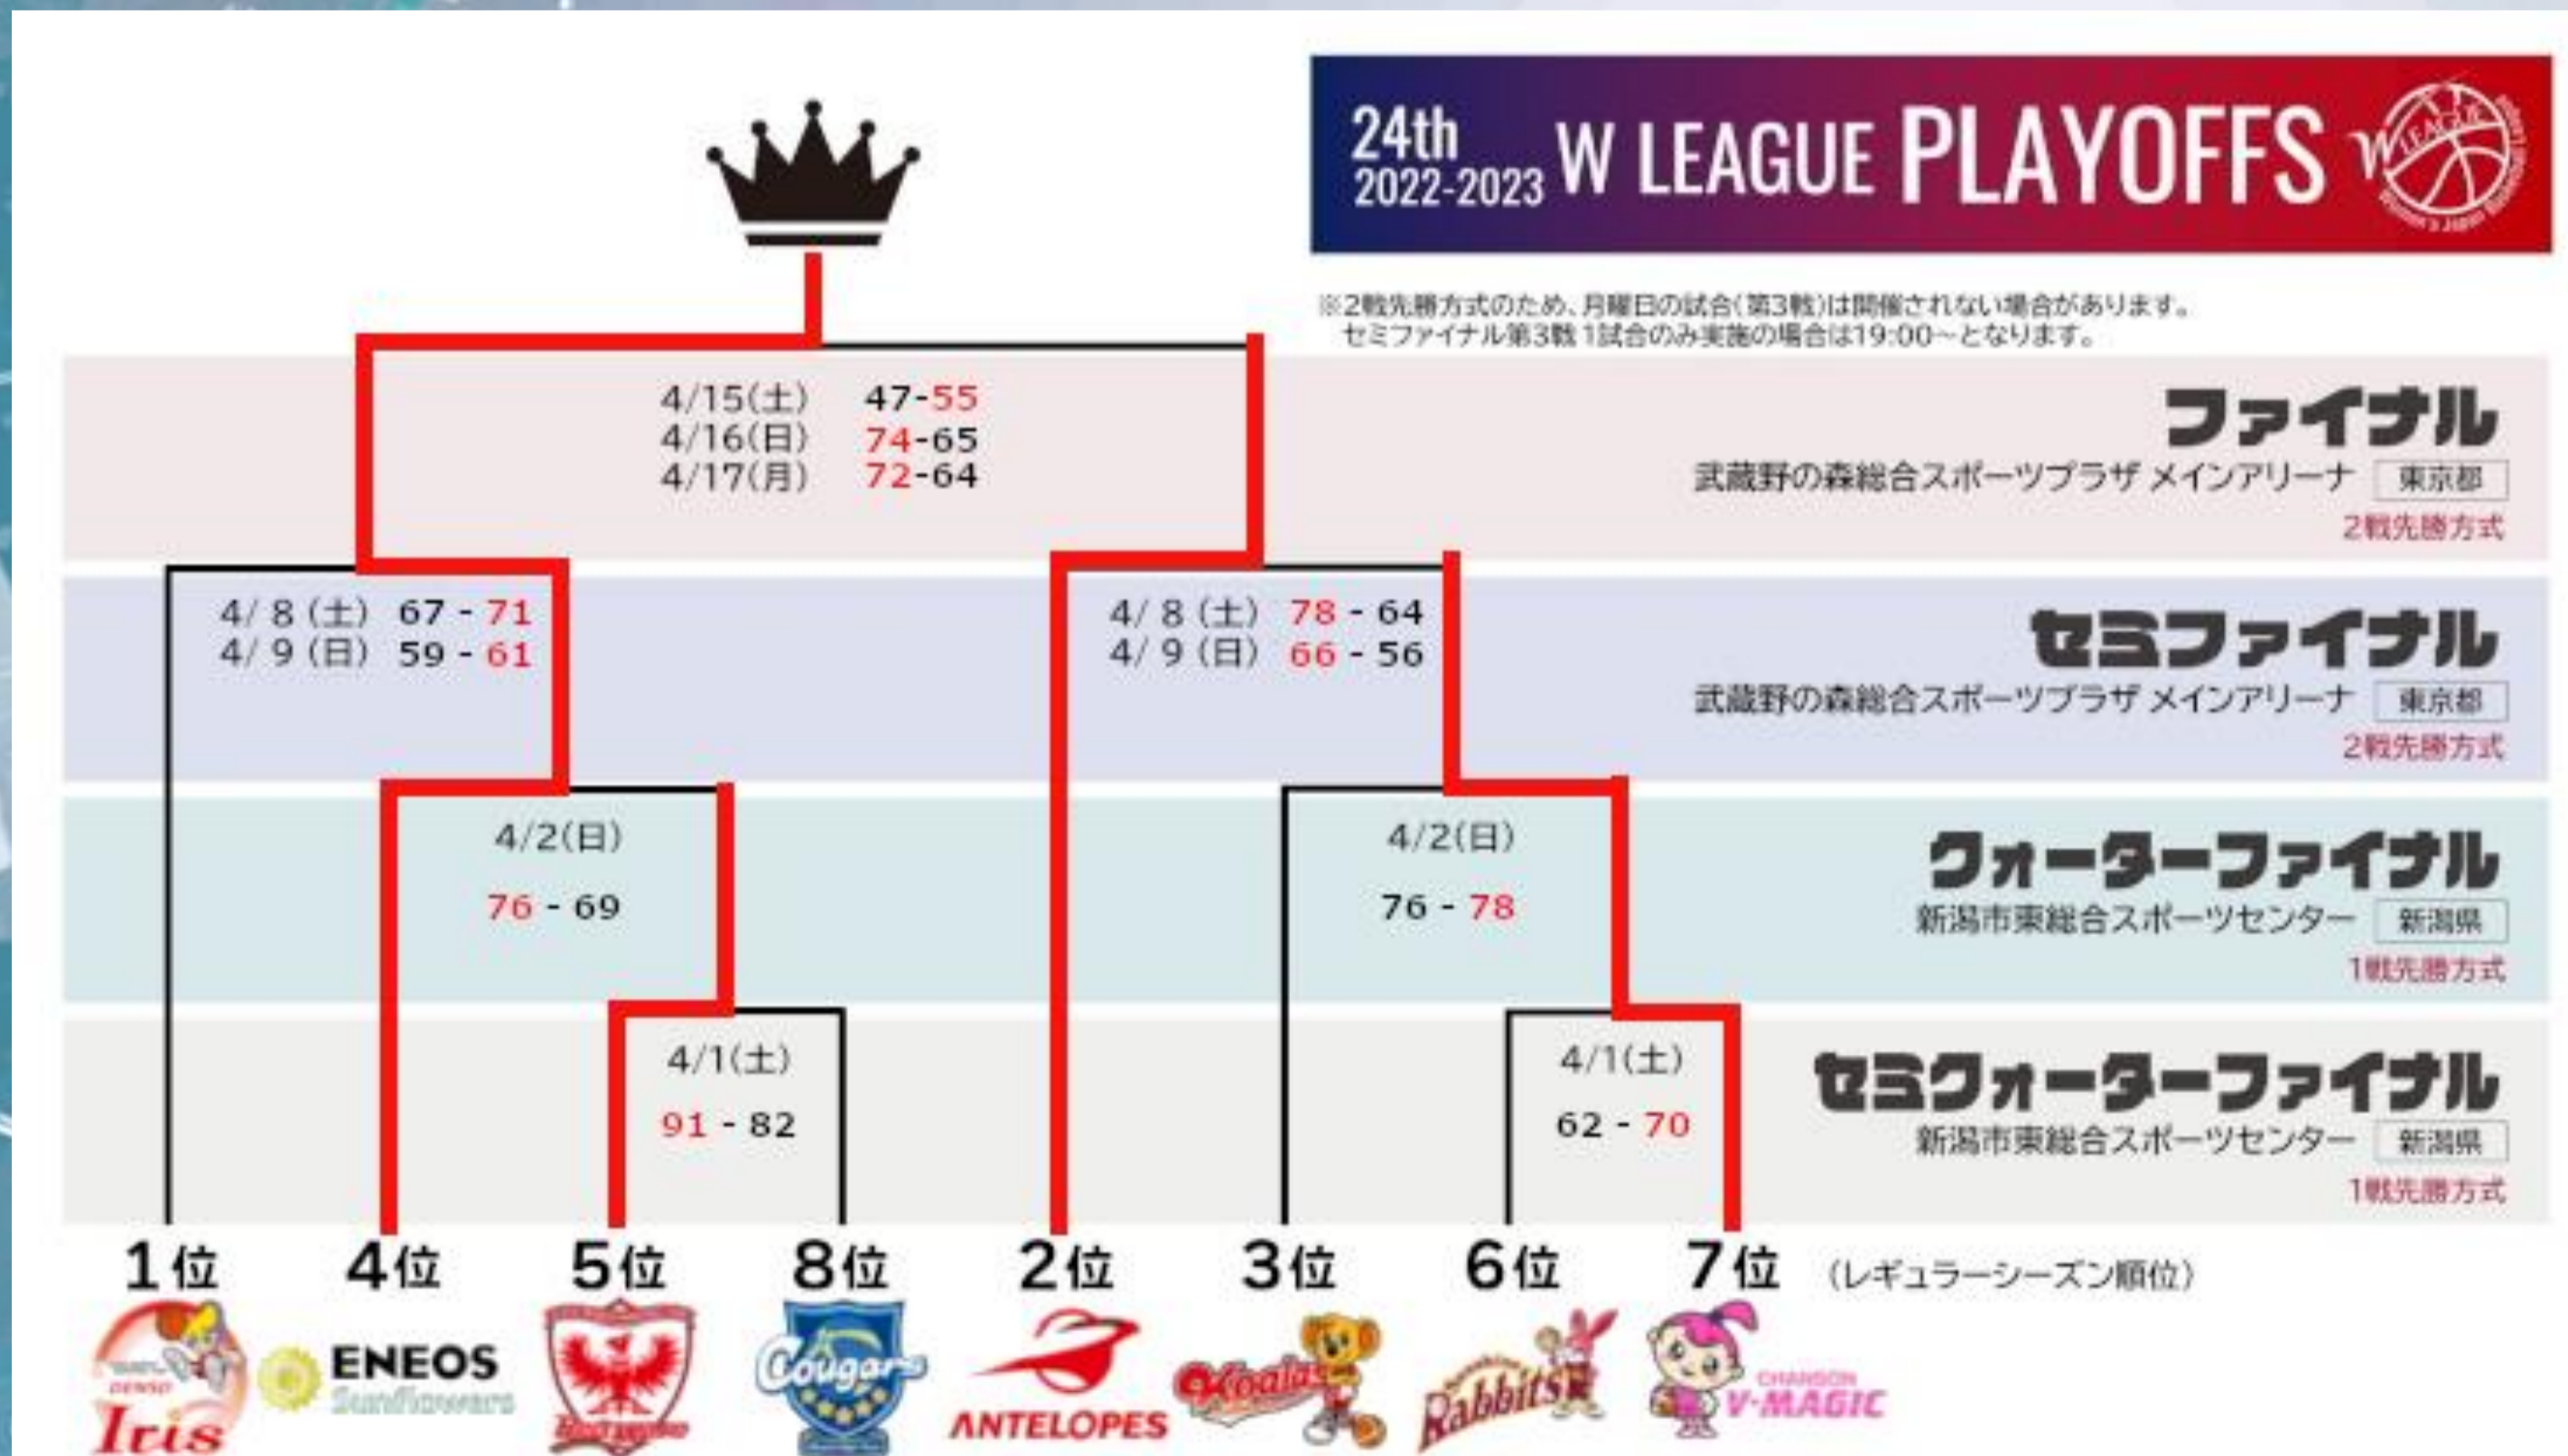 24th
2022-2023 W LEAGUE PLAYOFFS
W LEAGUE
※2戦先勝方式のため、月曜日の試合(第3戦)は開催されない場合があります。
セミファイナル第3戦 1試合のみ実施の場合は19:00～となります。
4/15(土) 47-55
4/16(日) 74-65
4/17(月) 72-64
ファイナル
武蔵野の森総合スポーツプラザ メインアリーナ 東京都
2戦先勝方式
4/ 8 (土) 67 - 71
4/ 9 (日) 59 - 61
4/ 8 (土) 78 - 64
4/ 9 (日) 66 - 56
セミファイナル
武蔵野の森総合スポーツプラザ メインアリーナ 東京都
2戦先勝方式
4/2(日)
76 - 69
4/2(日)
76 - 78
クォーターファイナル
新潟市東総合スポーツセンター 新潟県
1戦先勝方式
4/1(土)
91 - 82
4/1(土)
62 - 70
セミクォーターファイナル
新潟市東総合スポーツセンター 新潟県
1戦先勝方式
1位 4位 5位 8位 2位 3位 6位 7位 (レギュラーシーズン順位)
DENSO
Iris
ENEOS
Sunflowers
Cougars
ANTELOPES
Koalas
Rabbits
CHANSON
V-MAGIC